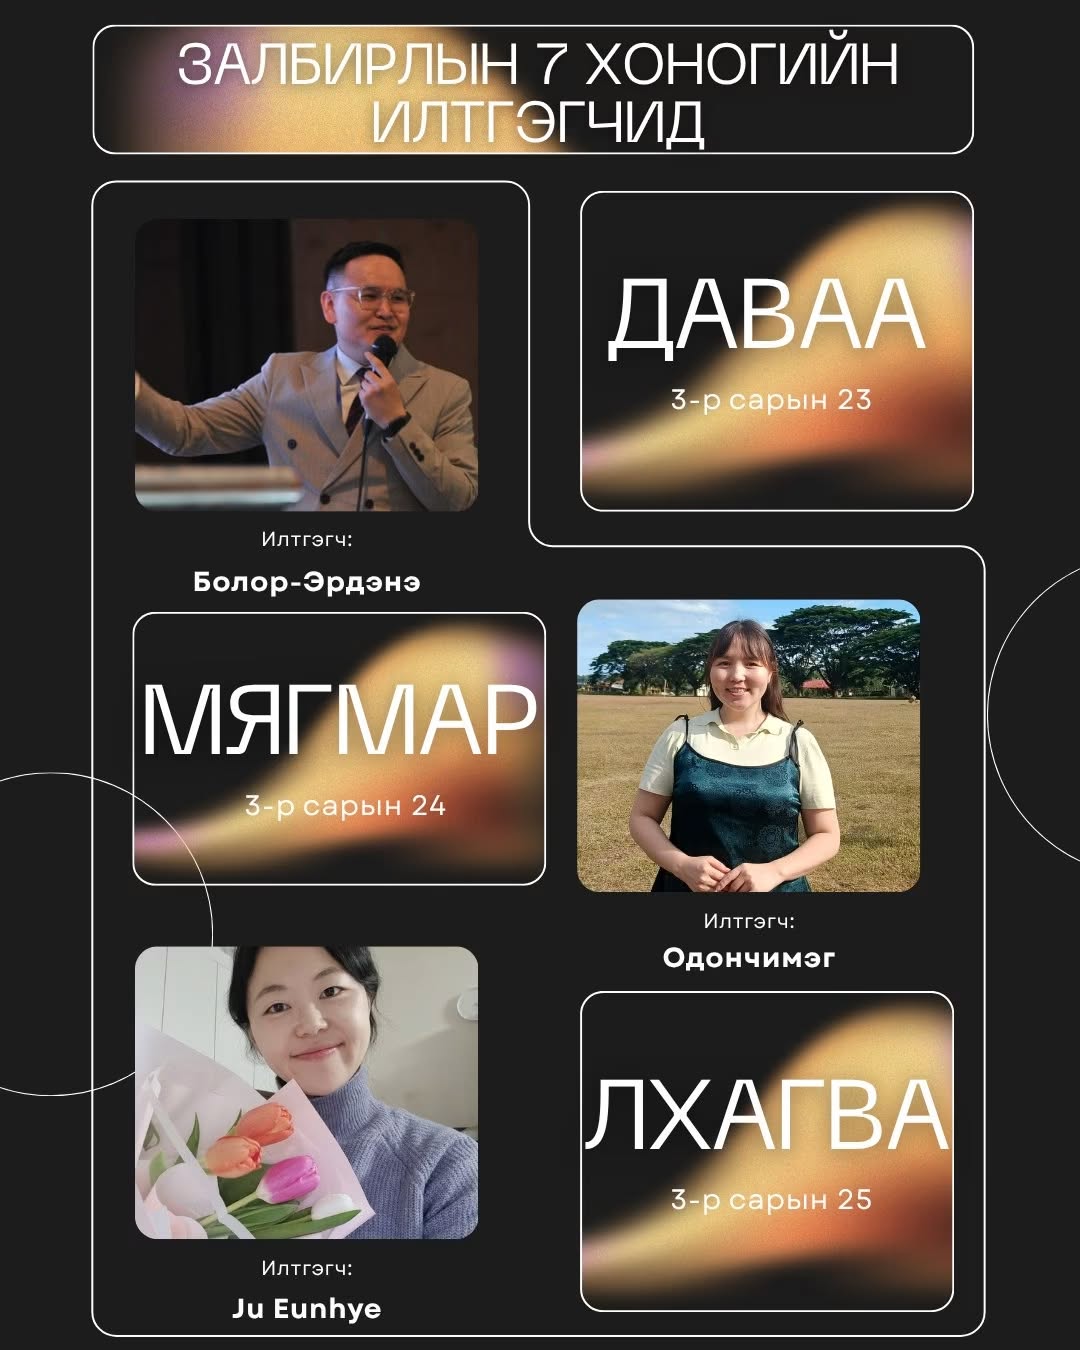 ЗАЛБИРЛЫН 7 ХОНОГИЙН
ИЛТГЭГЧИД
ДАВАА
3-р сарын 23
Илтгэгч:
Болор-Эрдэнэ
МЯГМАР
3-р сарын 24
Илтгэгч:
Одончимэг
ЛХАГВА
3-р сарын 25
Илтгэгч:
Ju Eunhye